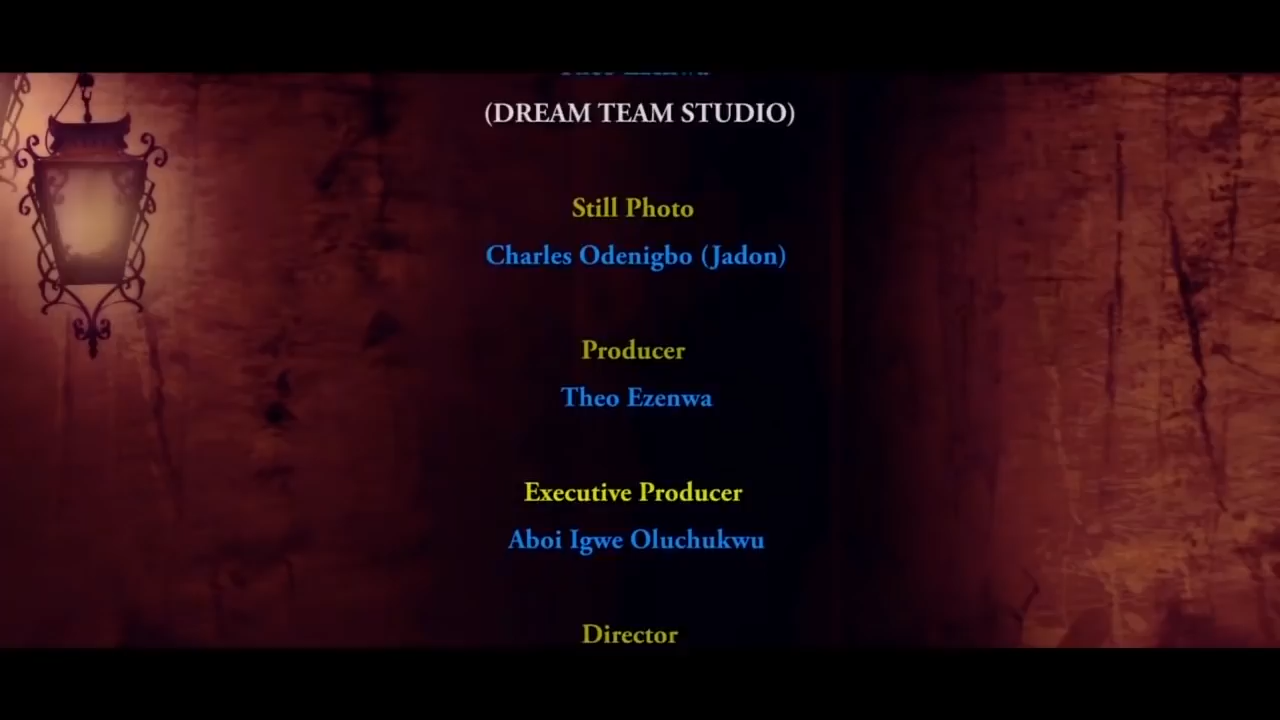 (DREAM TEAM STUDIO)
Still Photo
Charles Odenigbo (Jadon)
Producer
Theo Ezenwa
Executive Producer
Aboi Igwe Oluchukwu
Director